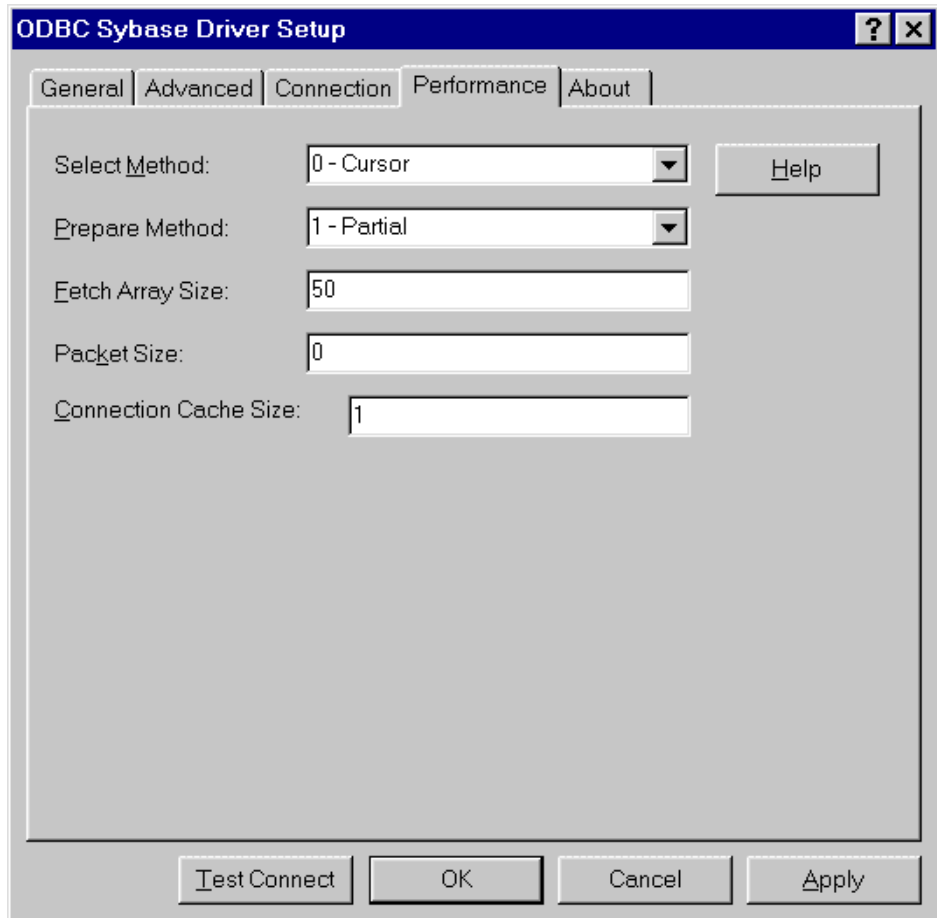 ODBC Sybase Driver Setup ?
General Advanced Connection Performance About
Select Method: 0 - Cursor Help
Prepare Method: 1 - Partial
Fetch Array Size: 50
Packet Size: 0
Connection Cache Size: 1
Test Connect OK Cancel Apply